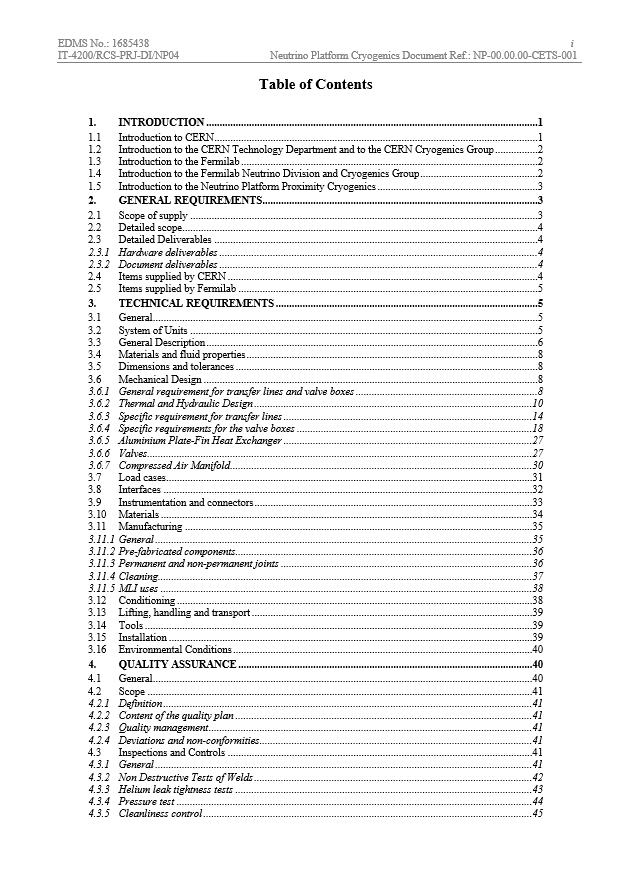 EDMS No.: 1685438 i
IT-4200/RCS-PRJ-DI/NP04 Neutrino Platform Cryogenics Document Ref.: NP-00.00.00-CETS-001
Table of Contents
1. INTRODUCTION 1
1.1 Introduction to CERN 1
1.2 Introduction to the CERN Technology Department and to the CERN Cryogenics Group 2
1.3 Introduction to the Fermilab 2
1.4 Introduction to the Fermilab Neutrino Division and Cryogenics Group 2
1.5 Introduction to the Neutrino Platform Proximity Cryogenics 3
2. GENERAL REQUIREMENTS 3
2.1 Scope of supply 3
2.2 Detailed scope 4
2.3 Detailed Deliverables 4
2.3.1 Hardware deliverables 4
2.3.2 Document deliverables 4
2.4 Items supplied by CERN 4
2.5 Items supplied by Fermilab 5
3. TECHNICAL REQUIREMENTS 5
3.1 General 5
3.2 System of Units 5
3.3 General Description 6
3.4 Materials and fluid properties 8
3.5 Dimensions and tolerances 8
3.6 Mechanical Design 8
3.6.1 General requirement for transfer lines and valve boxes 8
3.6.2 Thermal and Hydraulic Design 10
3.6.3 Specific requirement for transfer lines 14
3.6.4 Specific requirements for the valve boxes 18
3.6.5 Aluminium Plate-Fin Heat Exchanger 27
3.6.6 Valves 27
3.6.7 Compressed Air Manifold 30
3.7 Load cases 31
3.8 Interfaces 32
3.9 Instrumentation and connectors 33
3.10 Materials 34
3.11 Manufacturing 35
3.11.1 General 35
3.11.2 Pre-fabricated components 36
3.11.3 Permanent and non-permanent joints 36
3.11.4 Cleaning 37
3.11.5 MLI uses 38
3.12 Conditioning 38
3.13 Lifting, handling and transport 39
3.14 Tools 39
3.15 Installation 39
3.16 Environmental Conditions 40
4. QUALITY ASSURANCE 40
4.1 General 40
4.2 Scope 41
4.2.1 Definition 41
4.2.2 Content of the quality plan 41
4.2.3 Quality management 41
4.2.4 Deviations and non-conformities 41
4.3 Inspections and Controls 41
4.3.1 General 41
4.3.2 Non Destructive Tests of Welds 42
4.3.3 Helium leak tightness tests 43
4.3.4 Pressure test 44
4.3.5 Cleanliness control 45